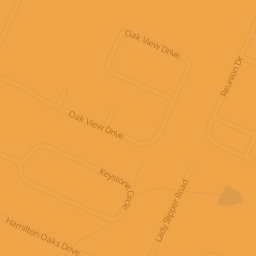 Oak View Drive
Reunion Dr
Oak View Drive
Keystone Circle
Lady Slipper Road
Hamilton Oaks Drive